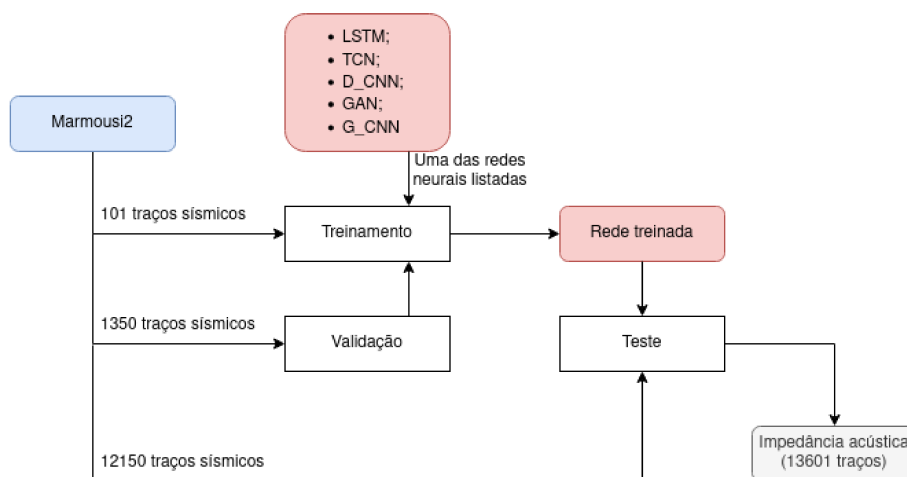 • LSTM;
• TCN;
• D_CNN;
• GAN;
• G_CNN
Marmousi2
Uma das redes
neurais listadas
101 traços sísmicos
Treinamento
Rede treinada
1350 traços sísmicos
Validação
Teste
12150 traços sísmicos
Impedância acústica
(13601 traços)